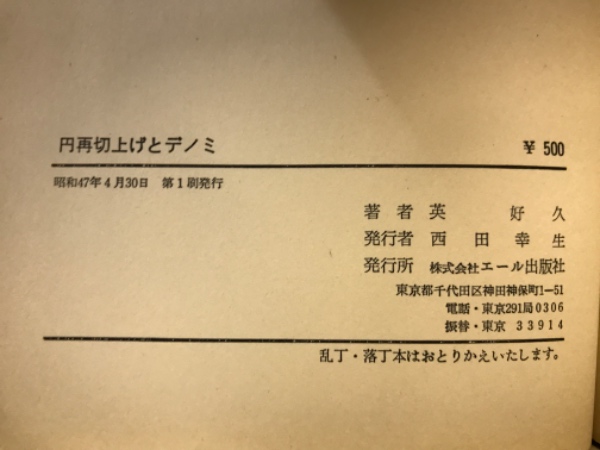 円再切上げとデノミ ¥500
昭和47年4月30日 第1刷発行
著者 英 好久
発行者 西田幸生
発行所 株式会社エール出版社
東京都千代田区神田神保町1−51
電話・東京291局0306
振替・東京 33914
乱丁・落丁本はおとりかえいたします。